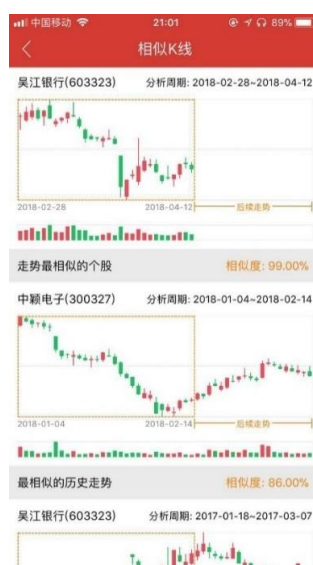 中国移动 21:01 89%
相似K线
吴江银行(603323) 分析周期: 2018-02-28~2018-04-12
2018-02-28 2018-04-12 后续走势
走势最相似的个股 相似度: 99.00%
中颖电子(300327) 分析周期: 2018-01-04~2018-02-14
2018-01-04 2018-02-14 后续走势
最相似的历史走势 相似度: 86.00%
吴江银行(603323) 分析周期: 2017-01-18~2017-03-07